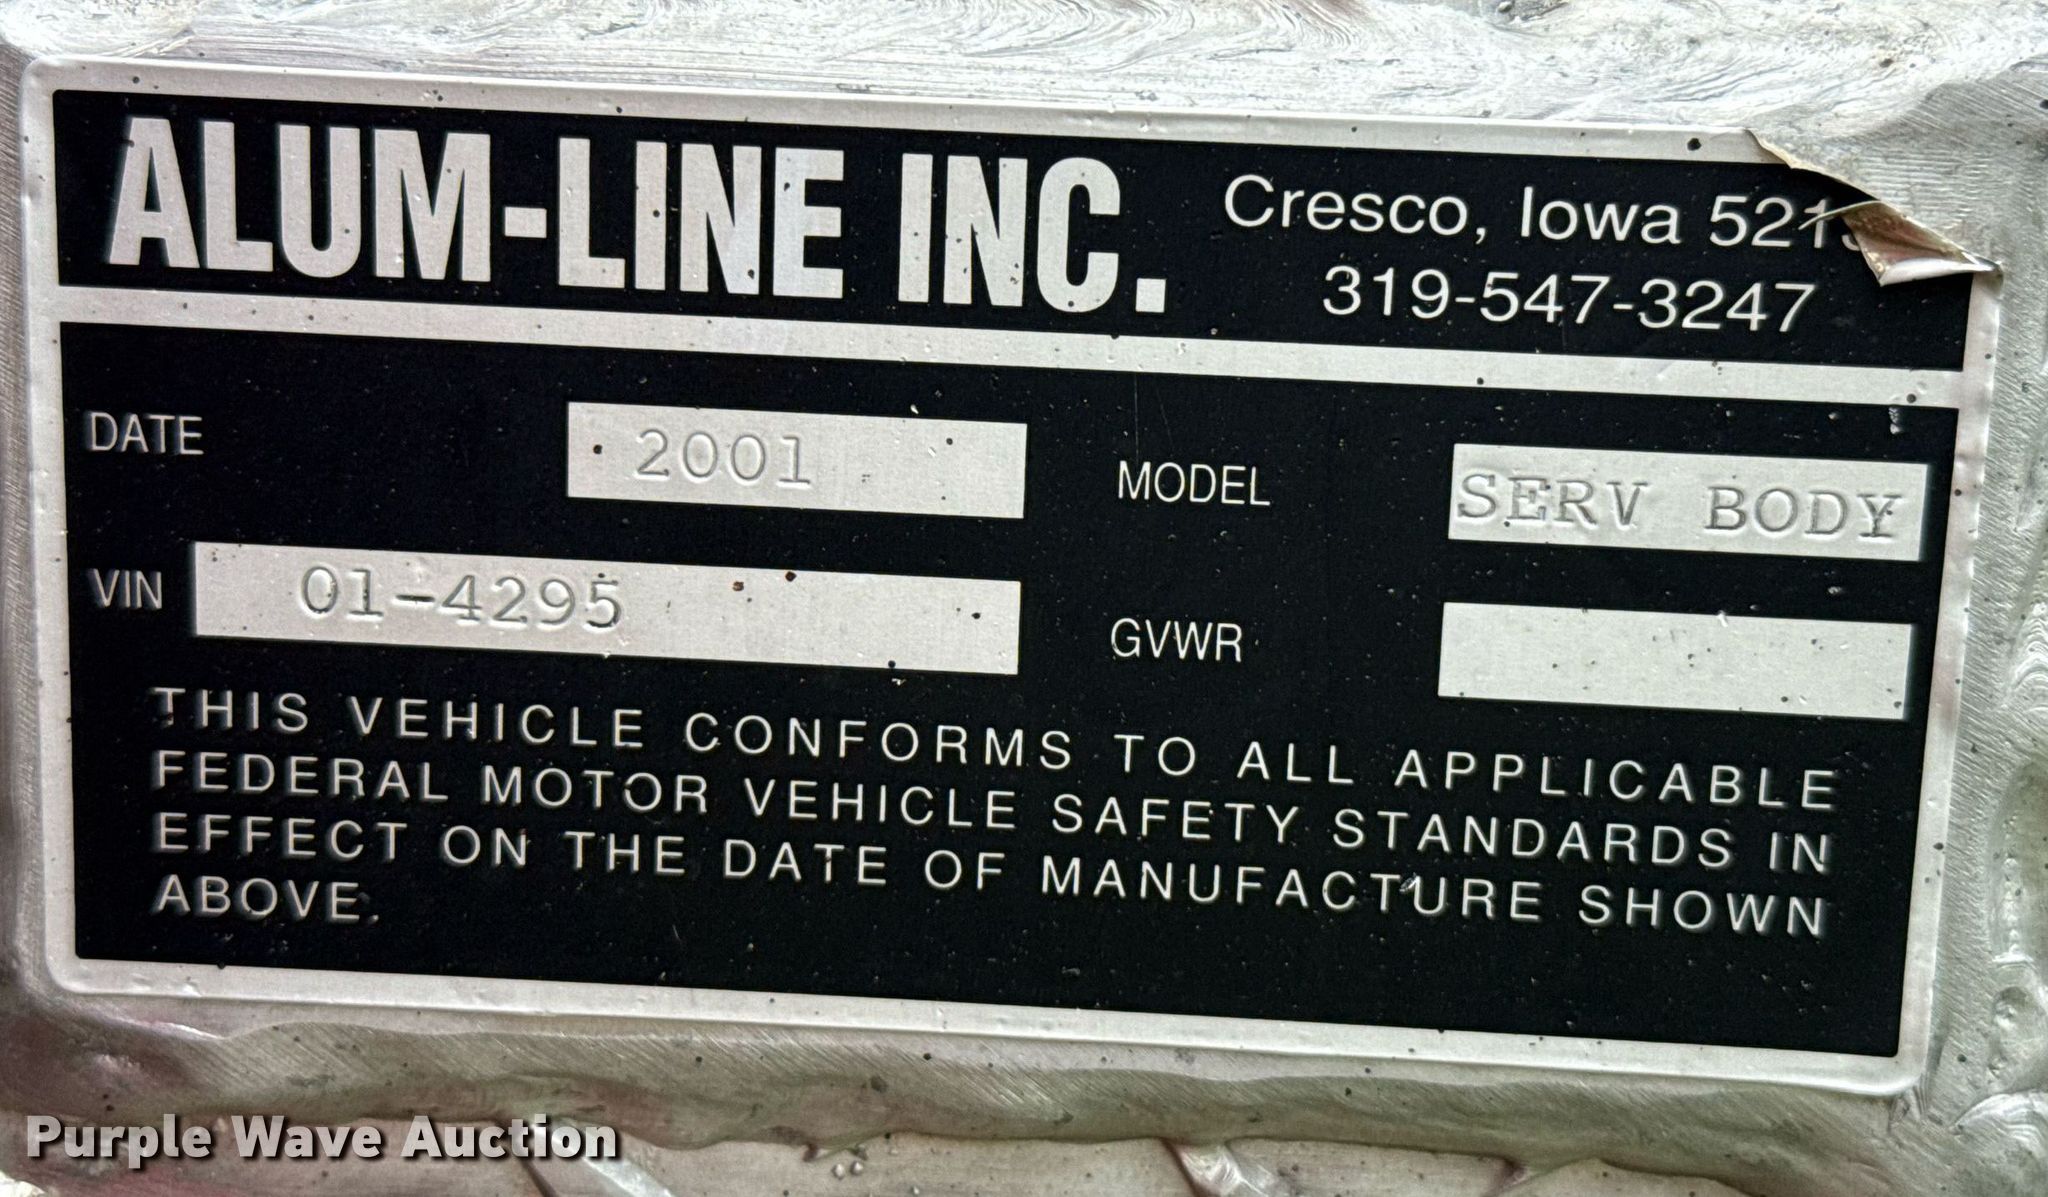 ALUM-LINE INC.
Cresco, Iowa
319-547-3247
DATE 2001 MODEL SERV BODY
VIN 01-4295 GVWR
THIS VEHICLE CONFORMS TO ALL APPLICABLE
FEDERAL MOTOR VEHICLE SAFETY STANDARDS IN
EFFECT ON THE DATE OF MANUFACTURE SHOWN
ABOVE.
Purple Wave Auction